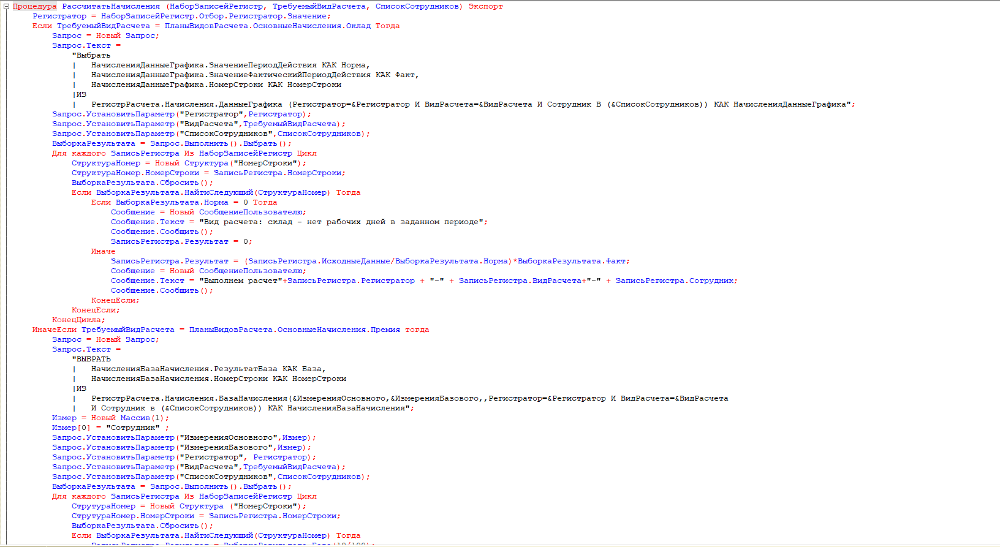 Процедура РассчитатьНачисления (НаборЗаписейРегистр, ТребуемыйВидРасчета, СписокСотрудников) Экспорт
Регистратор = НаборЗаписейРегистр.Отбор.Регистратор.Значение;
Если ТребуемыйВидРасчета = ПланыВидовРасчета.ОсновныеНачисления.Оклад Тогда
Запрос = Новый Запрос;
Запрос.Текст =
"Выбрать
| НачисленияДанныеГрафика.ЗначениеПериодДействия КАК Норма,
| НачисленияДанныеГрафика.ЗначениеФактическийПериодДействия КАК Факт,
| НачисленияДанныеГрафика.НомерСтроки КАК НомерСтроки
|ИЗ
| РегистрРасчета.Начисления.ДанныеГрафика (Регистратор=&Регистратор И ВидРасчета=&ВидРасчета И Сотрудник В (&СписокСотрудников)) КАК НачисленияДанныеГрафика";
Запрос.УстановитьПараметр("Регистратор",Регистратор);
Запрос.УстановитьПараметр("ВидРасчета",ТребуемыйВидРасчета);
Запрос.УстановитьПараметр("СписокСотрудников",СписокСотрудников);
ВыборкаРезультата = Запрос.Выполнить().Выбрать();
Для каждого ЗаписьРегистра Из НаборЗаписейРегистр Цикл
СтруктураНомер = Новый Структура("НомерСтроки");
СтруктураНомер.НомерСтроки = ЗаписьРегистра.НомерСтроки;
ВыборкаРезультата.Сбросить();
Если ВыборкаРезультата.НайтиСледующий(СтруктураНомер) Тогда
Если ВыборкаРезультата.Норма = 0 Тогда
Сообщение = Новый СообщениеПользователю;
Сообщение.Текст = "Вид расчета: склад - нет рабочих дней в заданном периоде";
Сообщение.Сообщить();
ЗаписьРегистра.Результат = 0;
Иначе
ЗаписьРегистра.Результат = (ЗаписьРегистра.ИсходныеДанные/ВыборкаРезультата.Норма)*ВыборкаРезультата.Факт;
Сообщение = Новый СообщениеПользователю;
Сообщение.Текст = "Выполнем расчет"+ЗаписьРегистра.Регистратор + "-" + ЗаписьРегистра.ВидРасчета+"-" + ЗаписьРегистра.Сотрудник;
Сообщение.Сообщить();
КонецЕсли;
КонецЕсли;
КонецЦикла;
ИначеЕсли ТребуемыйВидРасчета = ПланыВидовРасчета.ОсновныеНачисления.Премия тогда
Запрос = Новый Запрос;
Запрос.Текст =
"ВЫБРАТЬ
| НачисленияБазаНачисления.РезультатБаза КАК База,
| НачисленияБазаНачисления.НомерСтроки КАК НомерСтроки
|ИЗ
| РегистрРасчета.Начисления.БазаНачисления(&ИзмеренияОсновного,&ИзмеренияБазового,,Регистратор=&Регистратор И ВидРасчета=&ВидРасчета
| И Сотрудник в (&СписокСотрудников)) КАК НачисленияБазаНачисления";
Измер = Новый Массив(1);
Измер[0] = "Сотрудник" ;
Запрос.УстановитьПараметр("ИзмеренияОсновного",Измер);
Запрос.УстановитьПараметр("ИзмеренияБазового",Измер);
Запрос.УстановитьПараметр("Регистратор", Регистратор);
Запрос.УстановитьПараметр("ВидРасчета",ТребуемыйВидРасчета);
Запрос.УстановитьПараметр("СписокСотрудников",СписокСотрудников);
ВыборкаРезультата = Запрос.Выполнить().Выбрать();
Для каждого ЗаписьРегистра Из НаборЗаписейРегистр Цикл
СтрутураНомер = Новый Структура ("НомерСтроки");
СтрутураНомер.НомерСтроки = ЗаписьРегистра.НомерСтроки;
ВыборкаРезультата.Сбросить();
Если ВыборкаРезультата.НайтиСледующий(СтруктураНомер) Тогда